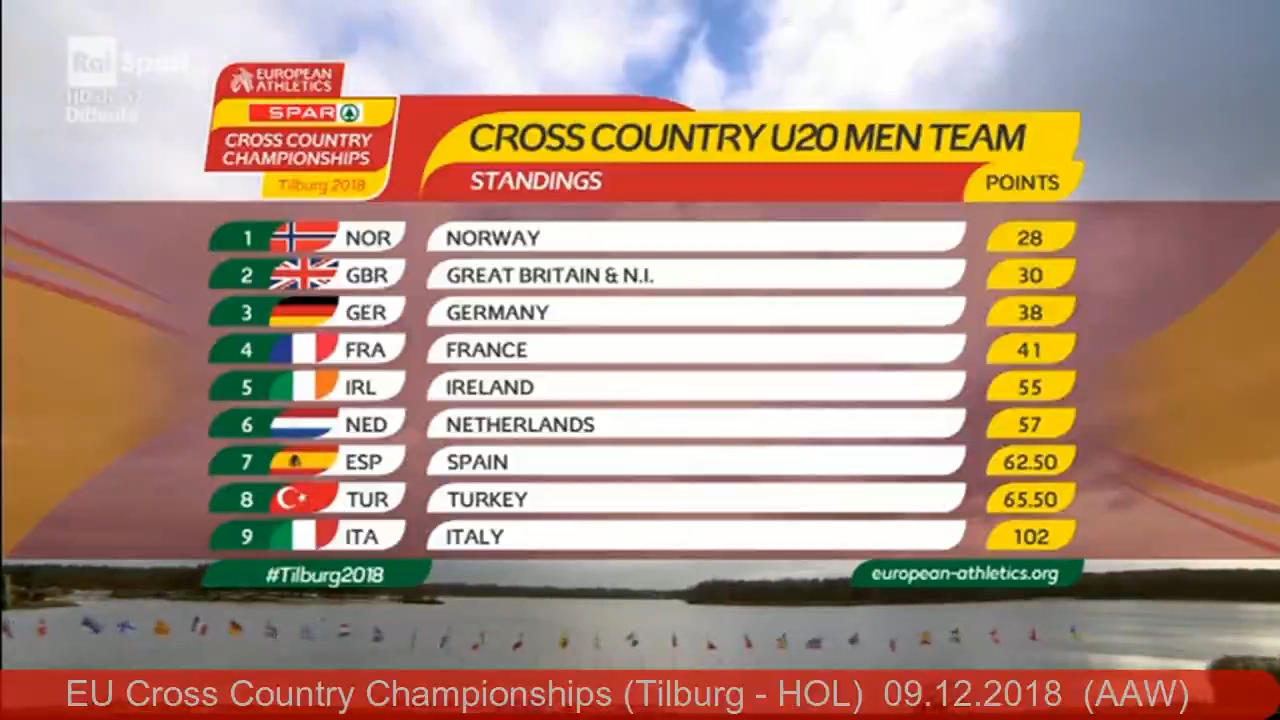 Rai Sport
EUROPEAN
ATHLETICS
SPAR
CROSS COUNTRY
CHAMPIONSHIPS
Tilburg 2018
CROSS COUNTRY U20 MEN TEAM
STANDINGS
POINTS
1 NOR NORWAY 28
2 GBR GREAT BRITAIN & N.I. 30
3 GER GERMANY 38
4 FRA FRANCE 41
5 IRL IRELAND 55
6 NED NETHERLANDS 57
7 ESP SPAIN 62.50
8 TUR TURKEY 65.50
9 ITA ITALY 102
#Tilburg2018
european-athletics.org
EU Cross Country Championships (Tilburg - HOL) 09.12.2018 (AAW)